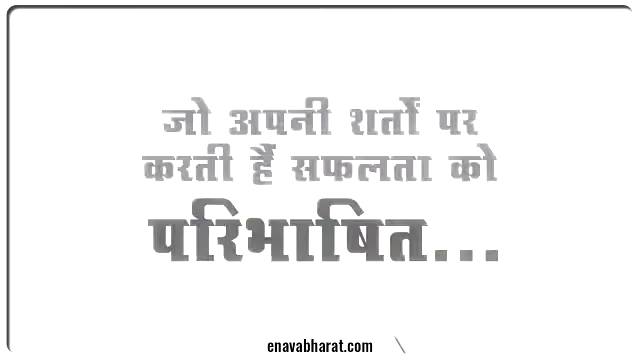 जो अपनी शर्तों पर
करती हैं सफलता को
परिभाषित...
enavabharat.com